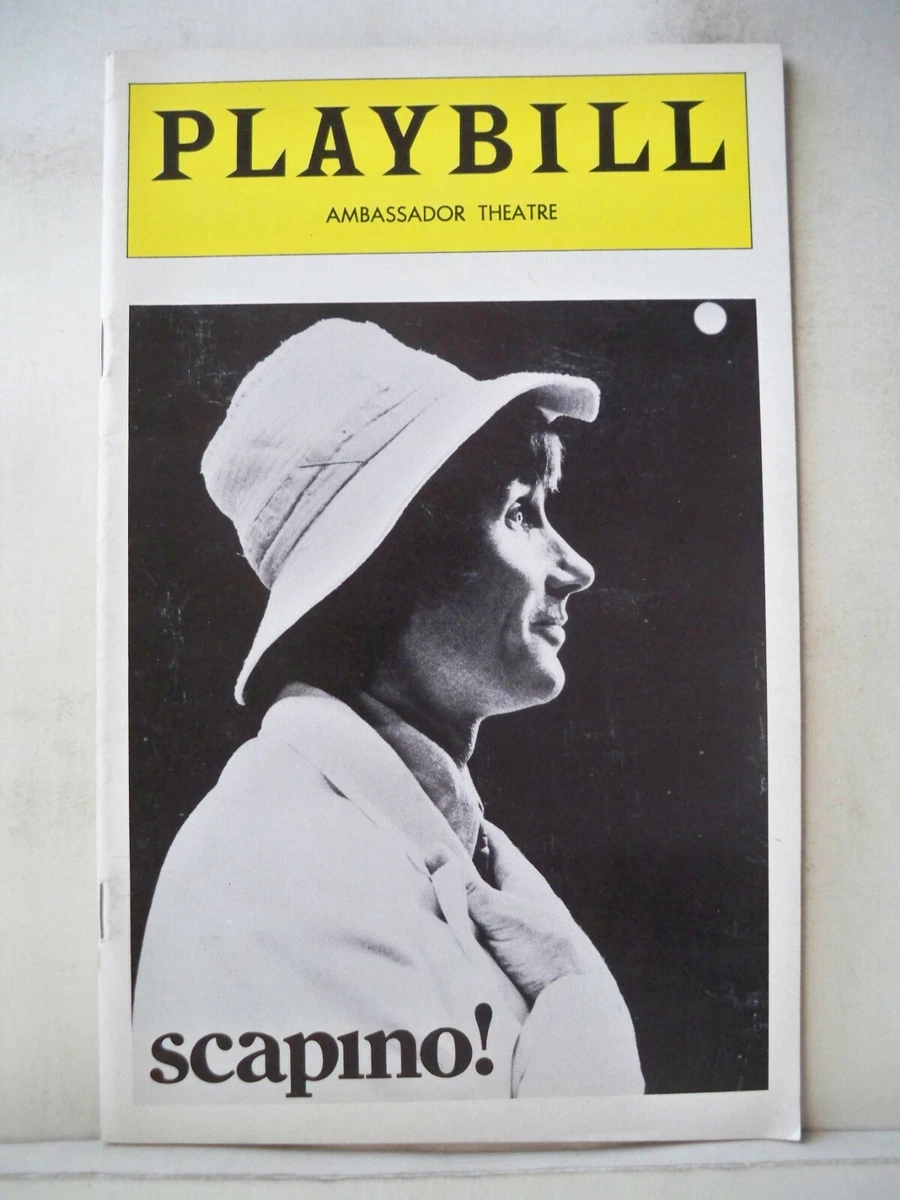 PLAYBILL
AMBASSADOR THEATRE
scapino!